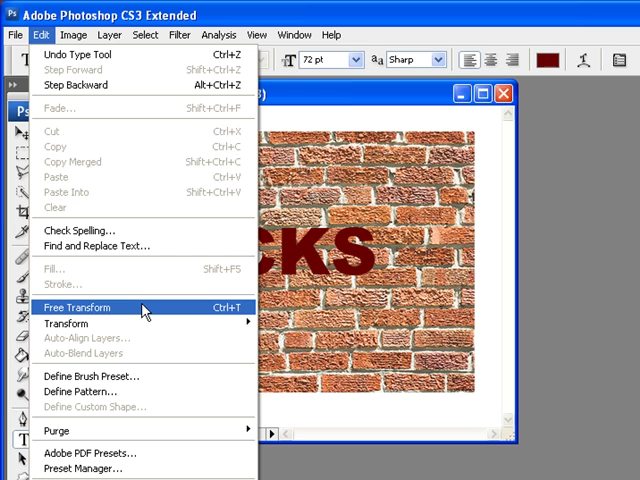 Ps Adobe Photoshop CS3 Extended
File Edit Image Layer Select Filter Analysis View Window Help
T 72 pt aa Sharp
Undo Type Tool Ctrl+Z
Step Forward Shift+Ctrl+Z
Step Backward Alt+Ctrl+Z
Fade... Shift+Ctrl+F
Cut Ctrl+X
Copy Ctrl+C
Copy Merged Shift+Ctrl+C
Paste Ctrl+V
Paste Into Shift+Ctrl+V
Clear
Check Spelling...
Find and Replace Text...
Fill... Shift+F5
Stroke...
Free Transform Ctrl+T
Transform
Auto-Align Layers...
Auto-Blend Layers
Define Brush Preset...
Define Pattern...
Define Custom Shape...
Purge
Adobe PDF Presets...
Preset Manager...
Ps
CKS